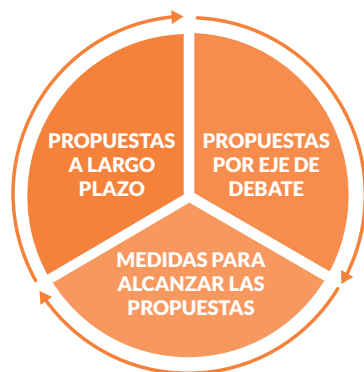 PROPUESTAS
A LARGO
PLAZO
PROPUESTAS
POR EJE DE
DEBATE
MEDIDAS PARA
ALCANZAR LAS
PROPUESTAS